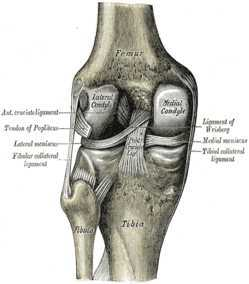 Femur
Lateral
Condyle
Medial
Condyle
Ant. cruciate ligament
Tendon of Popliteus
Lateral meniscus
Fibular collateral
ligament
Ligament of
Wrisberg
Medial meniscus
Tibial collateral
ligament
Fibula
Tibia